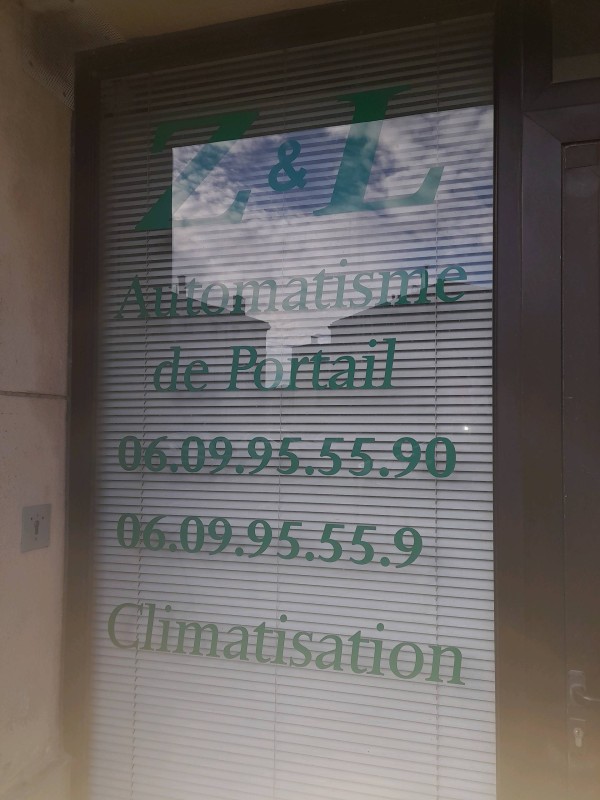 Z & L
Automatisme
de Portail
06.09.95.55.90
06.09.95.55.9
Climatisation